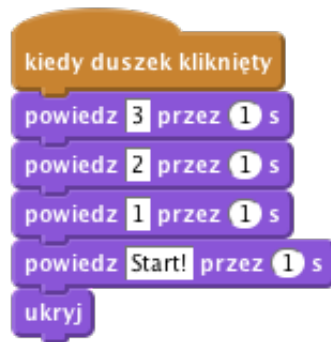 kiedy duszek kliknięty
powiedz 3 przez 1 s
powiedz 2 przez 1 s
powiedz 1 przez 1 s
powiedz Start! przez 1 s
ukryj